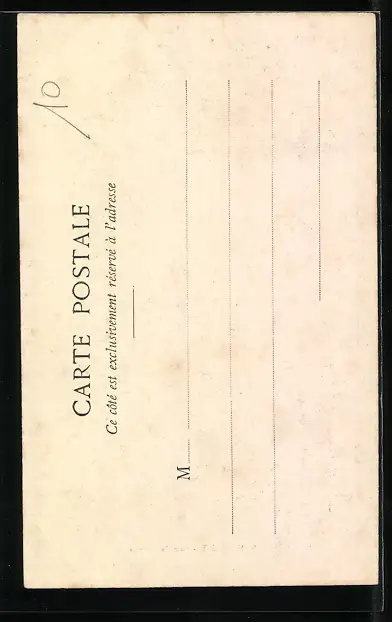 10
CARTE POSTALE
Ce côté est exclusivement réservé à l'adresse
M